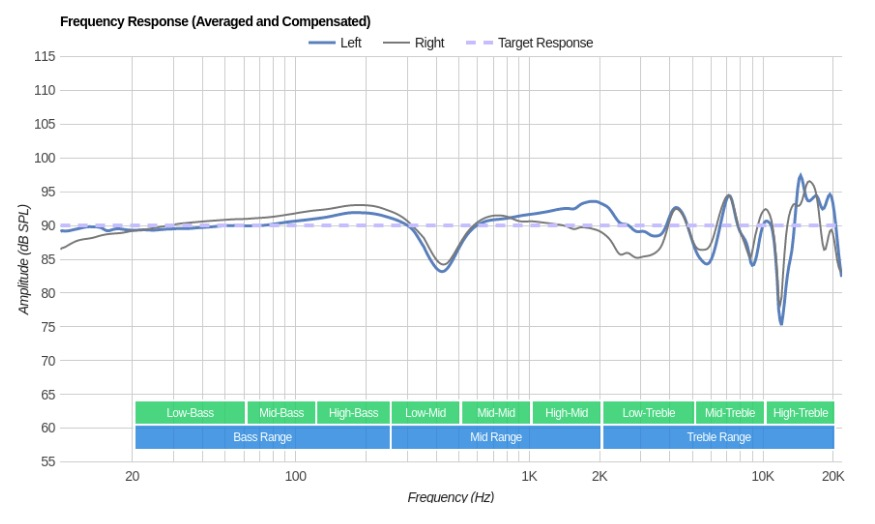 Frequency Response (Averaged and Compensated)
Left Right Target Response
115
110
105
100
95
90
85
80
75
70
65
60
55
Amplitude (dB SPL)
Low-Bass Mid-Bass High-Bass Low-Mid Mid-Mid High-Mid Low-Treble Mid-Treble High-Treble
Bass Range Mid Range Treble Range
20 100 1K 2K 10K 20K
Frequency (Hz)